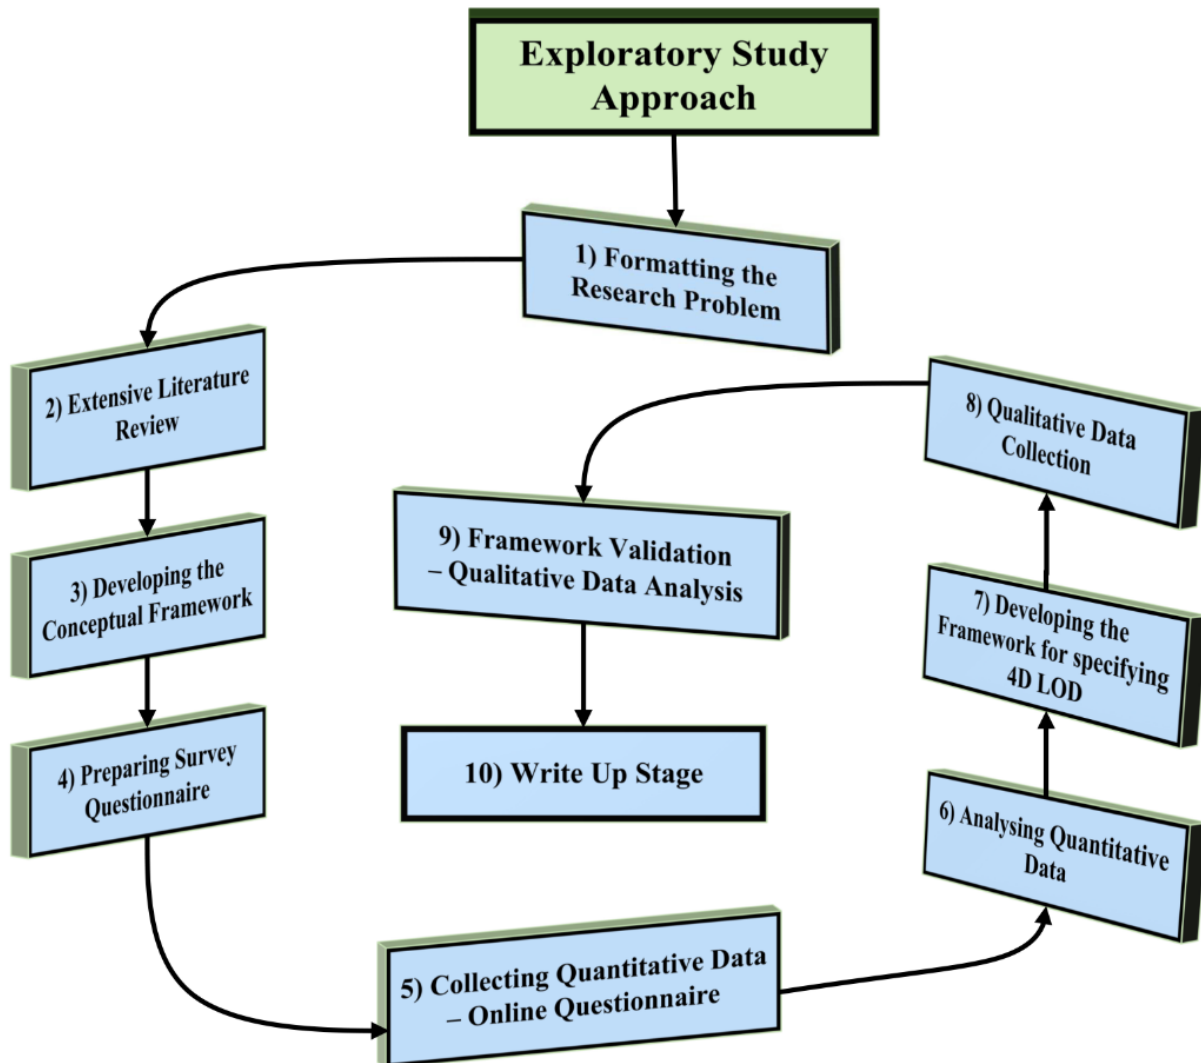 Exploratory Study
Approach
1) Formatting the
Research Problem
2) Extensive Literature
Review
3) Developing the
Conceptual Framework
4) Preparing Survey
Questionnaire
5) Collecting Quantitative Data
– Online Questionnaire
6) Analysing Quantitative
Data
7) Developing the
Framework for specifying
4D LOD
8) Qualitative Data
Collection
9) Framework Validation
– Qualitative Data Analysis
10) Write Up Stage